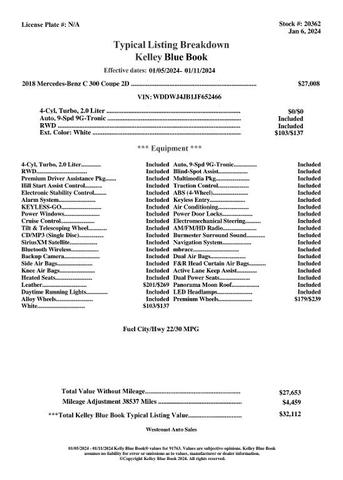 License Plate #: N/A
Stock #: 20362
Jan 6, 2024
Typical Listing Breakdown
Kelley Blue Book
Effective dates: 01/05/2024- 01/11/2024
2018 Mercedes-Benz C 300 Coupe 2D ........ $27,008
VIN: WDDWJ4JB1JF652466
4-Cyl, Turbo, 2.0 Liter ........ $0/$0
Auto, 9-Spd 9G-Tronic ........ Included
RWD ........ Included
Ext. Color: White ........ $103/$137
*** Equipment ***
4-Cyl, Turbo, 2.0 Liter........ Included Auto, 9-Spd 9G-Tronic........ Included
RWD........ Included Blind-Spot Assist........ Included
Premium Driver Assistance Pkg....... Included Multimedia Pkg........ Included
Hill Start Assist Control........ Included Traction Control........ Included
Electronic Stability Control........ Included ABS (4-Wheel)........ Included
Alarm System........ Included Keyless Entry........ Included
KEYLESS-GO........ Included Air Conditioning........ Included
Power Windows........ Included Power Door Locks........ Included
Cruise Control........ Included Electromechanical Steering........ Included
Tilt & Telescoping Wheel........ Included AM/FM/HD Radio........ Included
CD/MP3 (Single Disc)........ Included Burmester Surround Sound........ Included
SiriusXM Satellite........ Included Navigation System........ Included
Bluetooth Wireless........ Included mbrace........ Included
Backup Camera........ Included Dual Air Bags........ Included
Side Air Bags........ Included F&R Head Curtain Air Bags........ Included
Knee Air Bags........ Included Active Lane Keep Assist........ Included
Heated Seats........ Included Dual Power Seats........ Included
Leather........ $201/$269 Panorama Moon Roof........ Included
Daytime Running Lights........ Included LED Headlamps........ Included
Alloy Wheels........ Included Premium Wheels........ $179/$239
White........ $103/$137
Fuel City/Hwy 22/30 MPG
Total Value Without Mileage........ $27,653
Mileage Adjustment 38537 Miles ........ $4,459
***Total Kelley Blue Book Typical Listing Value........ $32,112
Westcoast Auto Sales
01/05/2024 - 01/11/2024 Kelley Blue Book® values for 91763. Values are subjective opinions. Kelley Blue Book
assumes no liability for error or omissions as to values, manufacturer or dealer information.
©Copyright Kelley Blue Book 2024. All rights reserved.